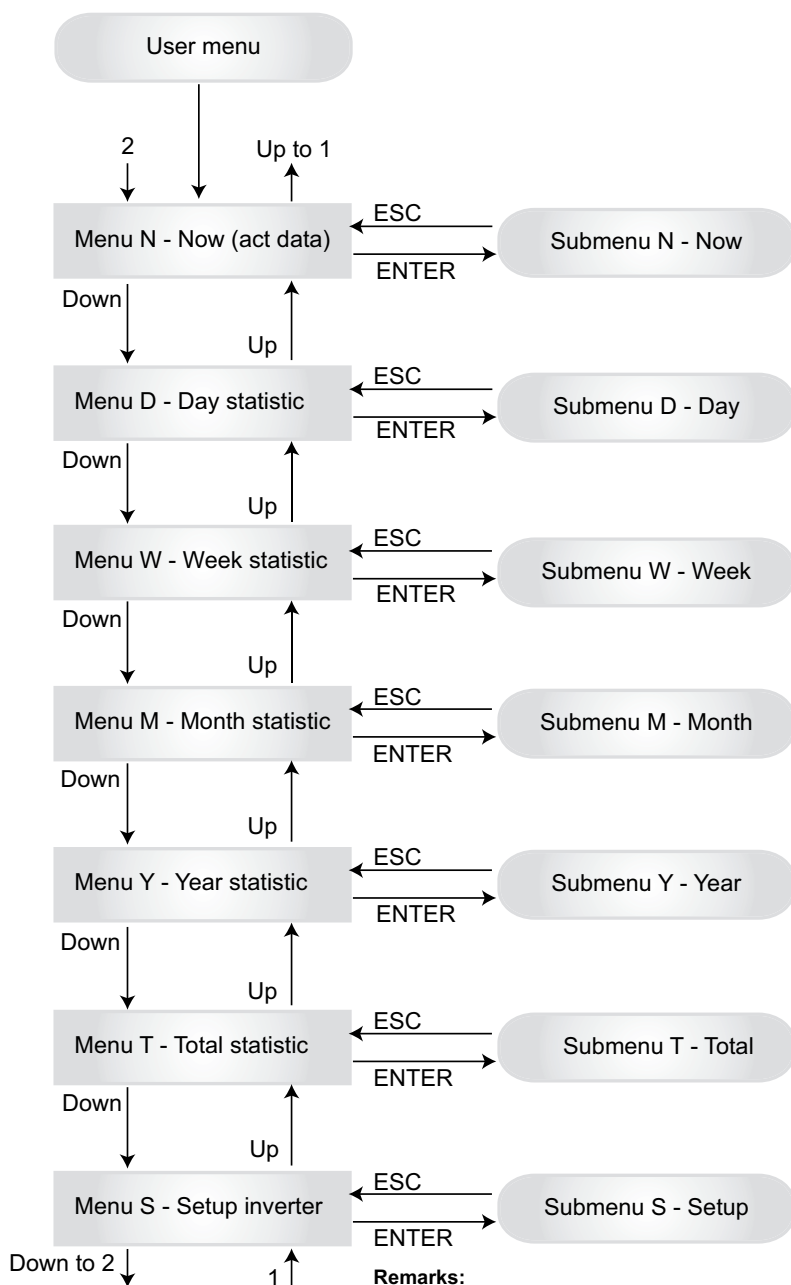 User menu
2
Up to 1
Menu N - Now (act data)
ESC
ENTER
Submenu N - Now
Down
Up
Menu D - Day statistic
ESC
ENTER
Submenu D - Day
Down
Up
Menu W - Week statistic
ESC
ENTER
Submenu W - Week
Down
Up
Menu M - Month statistic
ESC
ENTER
Submenu M - Month
Down
Up
Menu Y - Year statistic
ESC
ENTER
Submenu Y - Year
Down
Up
Menu T - Total statistic
ESC
ENTER
Submenu T - Total
Down
Up
Menu S - Setup inverter
ESC
ENTER
Submenu S - Setup
Down to 2
1
Remarks: